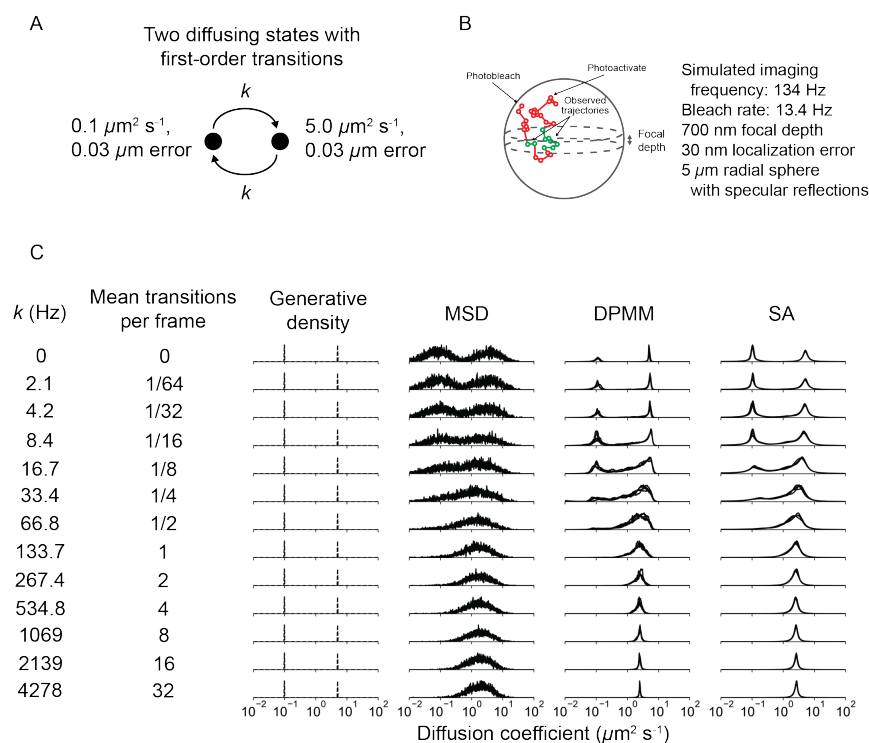 A
Two diffusing states with
first-order transitions
k
0.1 μm² s⁻¹,
0.03 μm error
5.0 μm² s⁻¹,
0.03 μm error
k
B
Photobleach
Photoactivate
Observed
trajectories
Focal
depth
Simulated imaging
frequency: 134 Hz
Bleach rate: 13.4 Hz
700 nm focal depth
30 nm localization error
5 μm radial sphere
with specular reflections
C
k (Hz)
Mean transitions
per frame
Generative
density
MSD
DPMM
SA
0 0
2.1 1/64
4.2 1/32
8.4 1/16
16.7 1/8
33.4 1/4
66.8 1/2
133.7 1
267.4 2
534.8 4
1069 8
2139 16
4278 32
10⁻² 10⁻¹ 10⁰ 10¹ 10² 10⁻² 10⁻¹ 10⁰ 10¹ 10² 10⁻² 10⁻¹ 10⁰ 10¹ 10² 10⁻² 10⁻¹ 10⁰ 10¹ 10²
Diffusion coefficient (μm² s⁻¹)